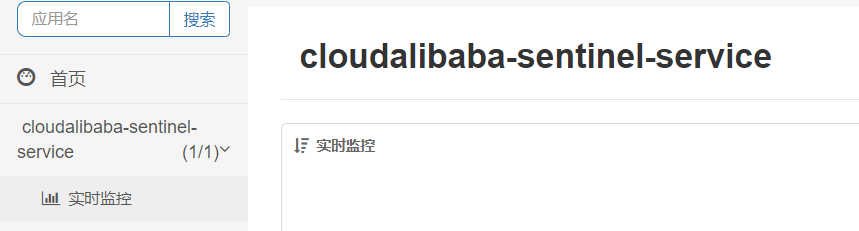 应用名 搜索
首页
cloudalibaba-sentinel-
service (1/1)
实时监控
cloudalibaba-sentinel-service
实时监控